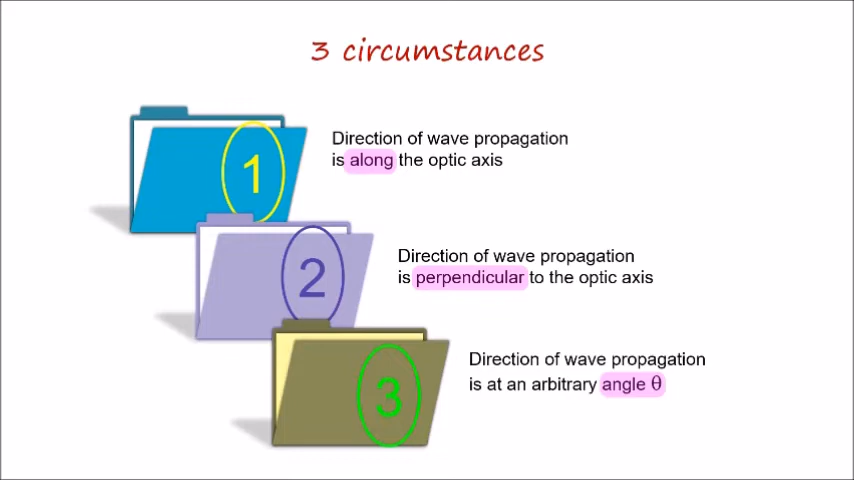 3 circumstances
1
Direction of wave propagation
is along the optic axis
2
Direction of wave propagation
is perpendicular to the optic axis
3
Direction of wave propagation
is at an arbitrary angle θ